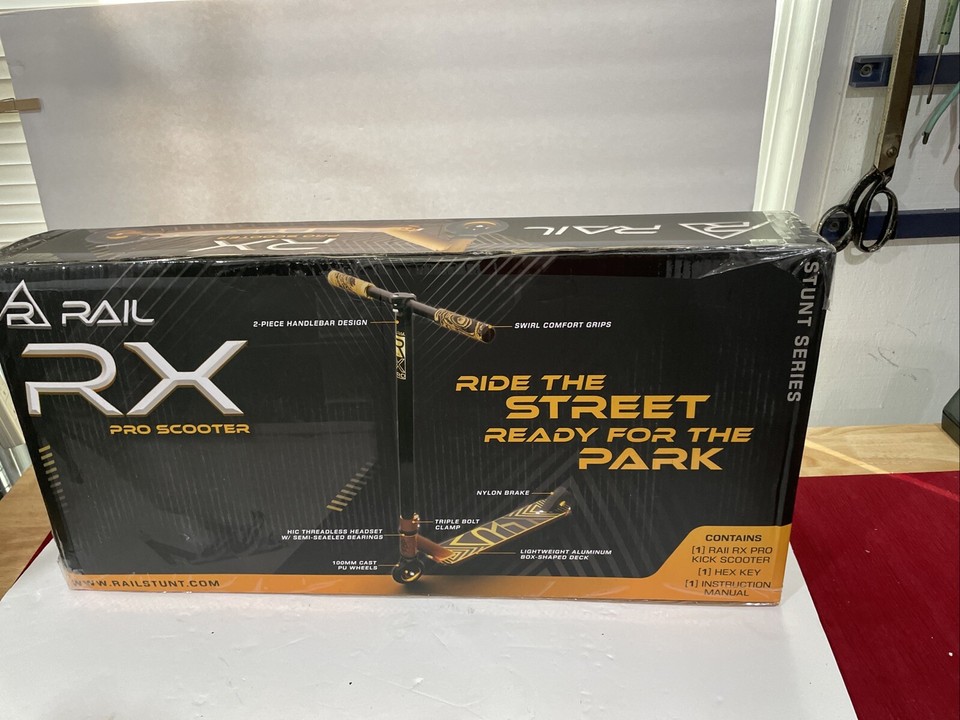 RX
RAIL
R RAIL
RX
PRO SCOOTER
2-PIECE HANDLEBAR DESIGN
SWIRL COMFORT GRIPS
RX
STUNT SERIES
RIDE THE
STREET
READY FOR THE
PARK
NYLON BRAKE
TRIPLE BOLT
CLAMP
HIC THREADLESS HEADSET
W/ SEMI-SEALED BEARINGS
LIGHTWEIGHT ALUMINUM
BOX-SHAPED DECK
100MM CAST
PU WHEELS
CONTAINS
[1] RAIL RX PRO
KICK SCOOTER
[1] HEX KEY
[1] INSTRUCTION
MANUAL
WWW.RAILSTUNT.COM